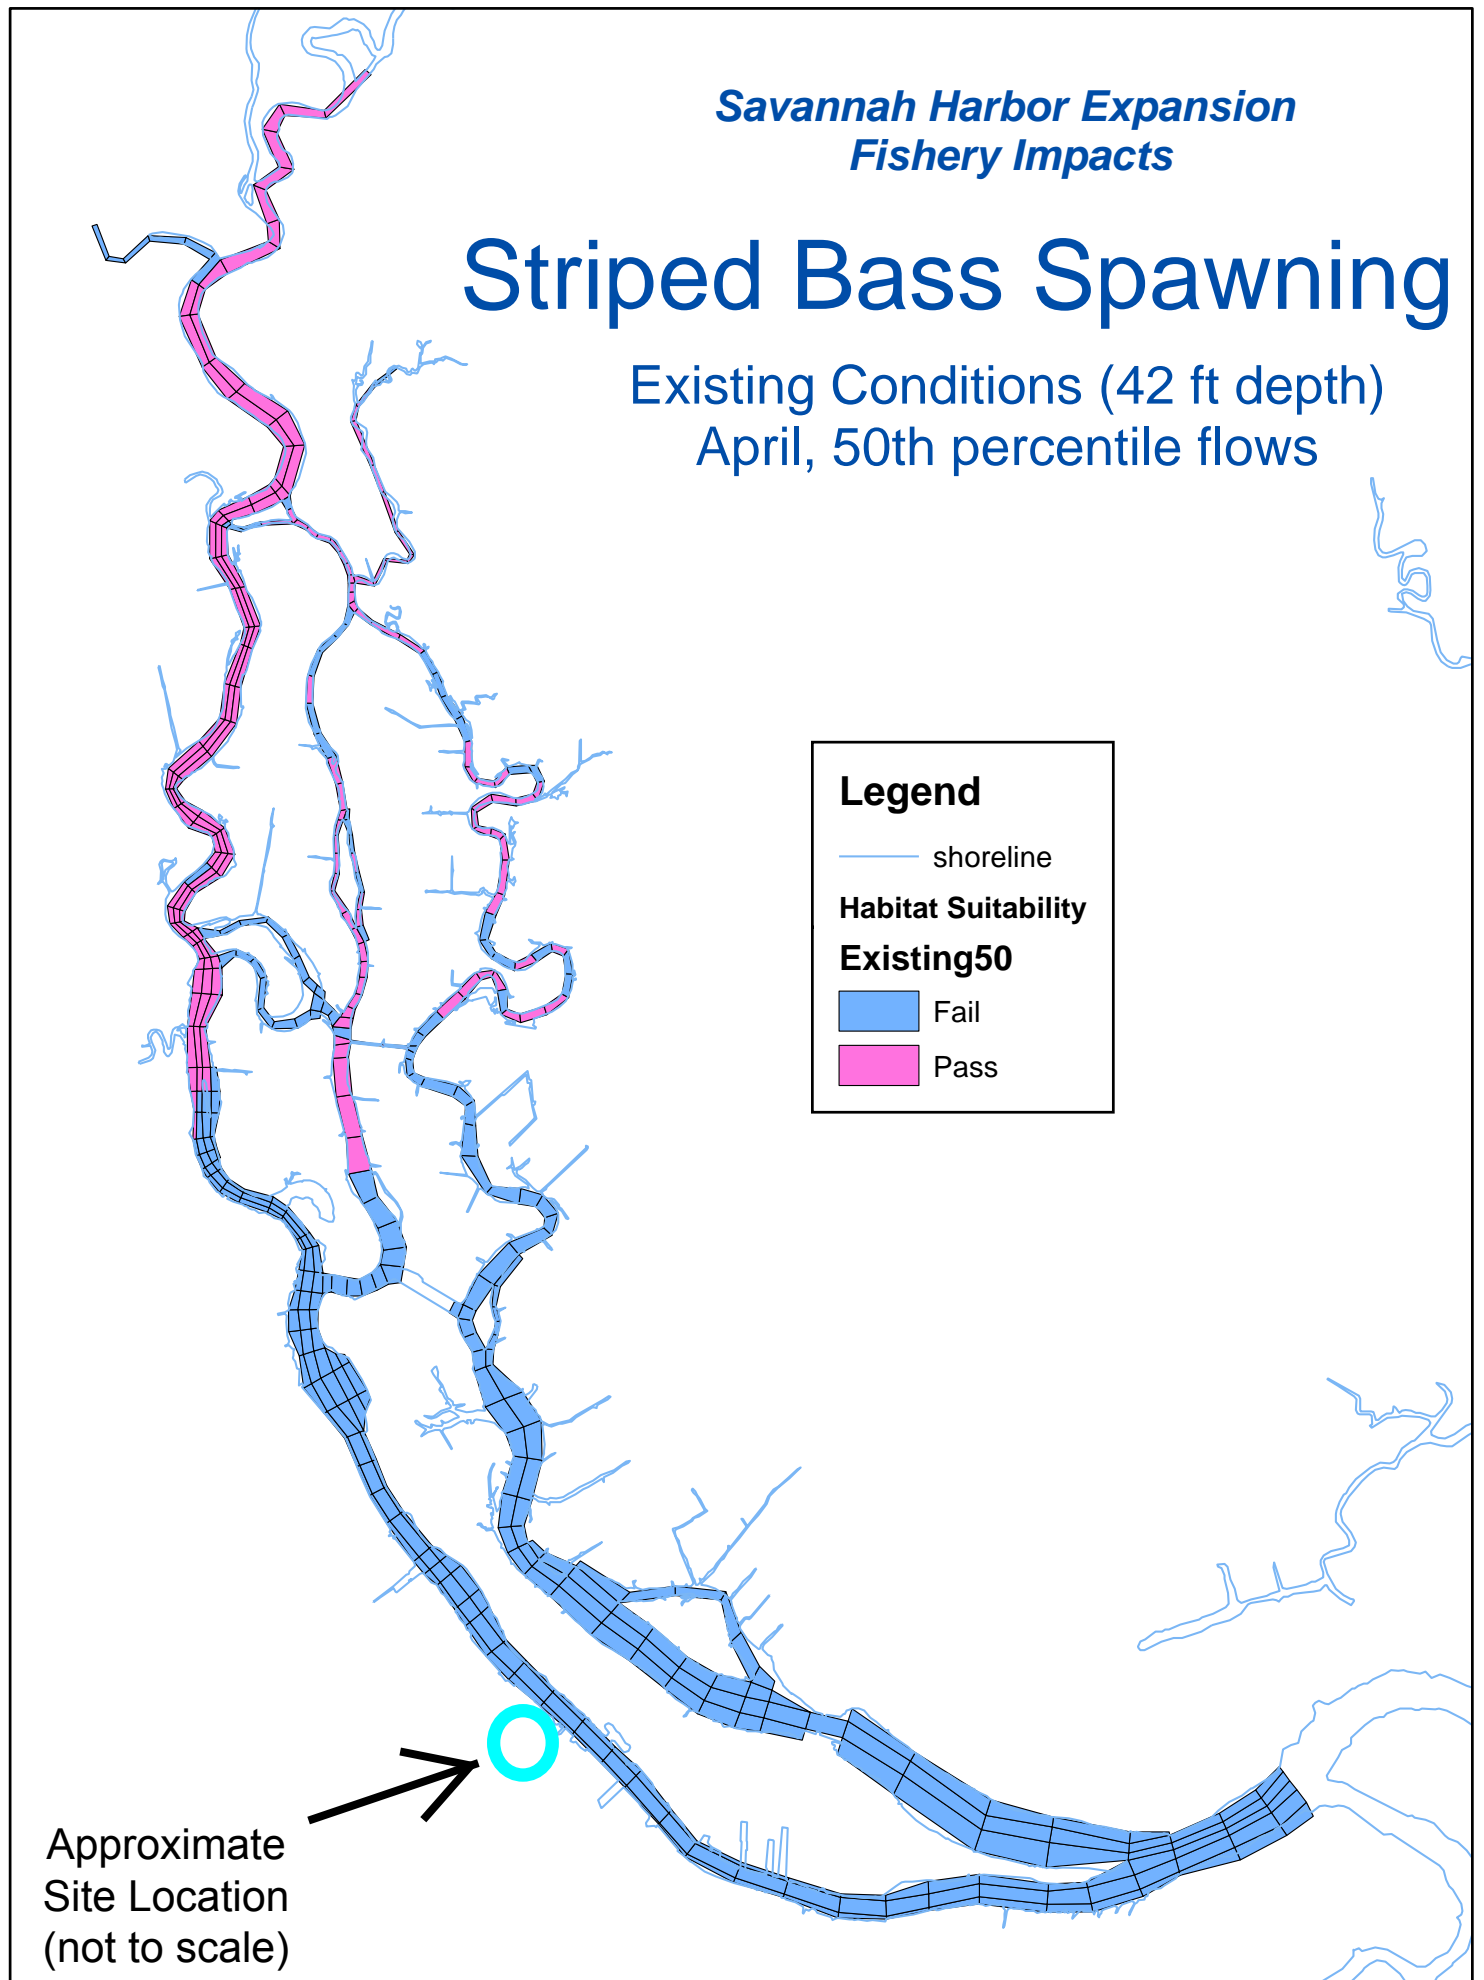 Savannah Harbor Expansion
Fishery Impacts
Striped Bass Spawning
Existing Conditions (42 ft depth)
April, 50th percentile flows
Legend
shoreline
Habitat Suitability
Existing50
Fail
Pass
Approximate
Site Location
(not to scale)